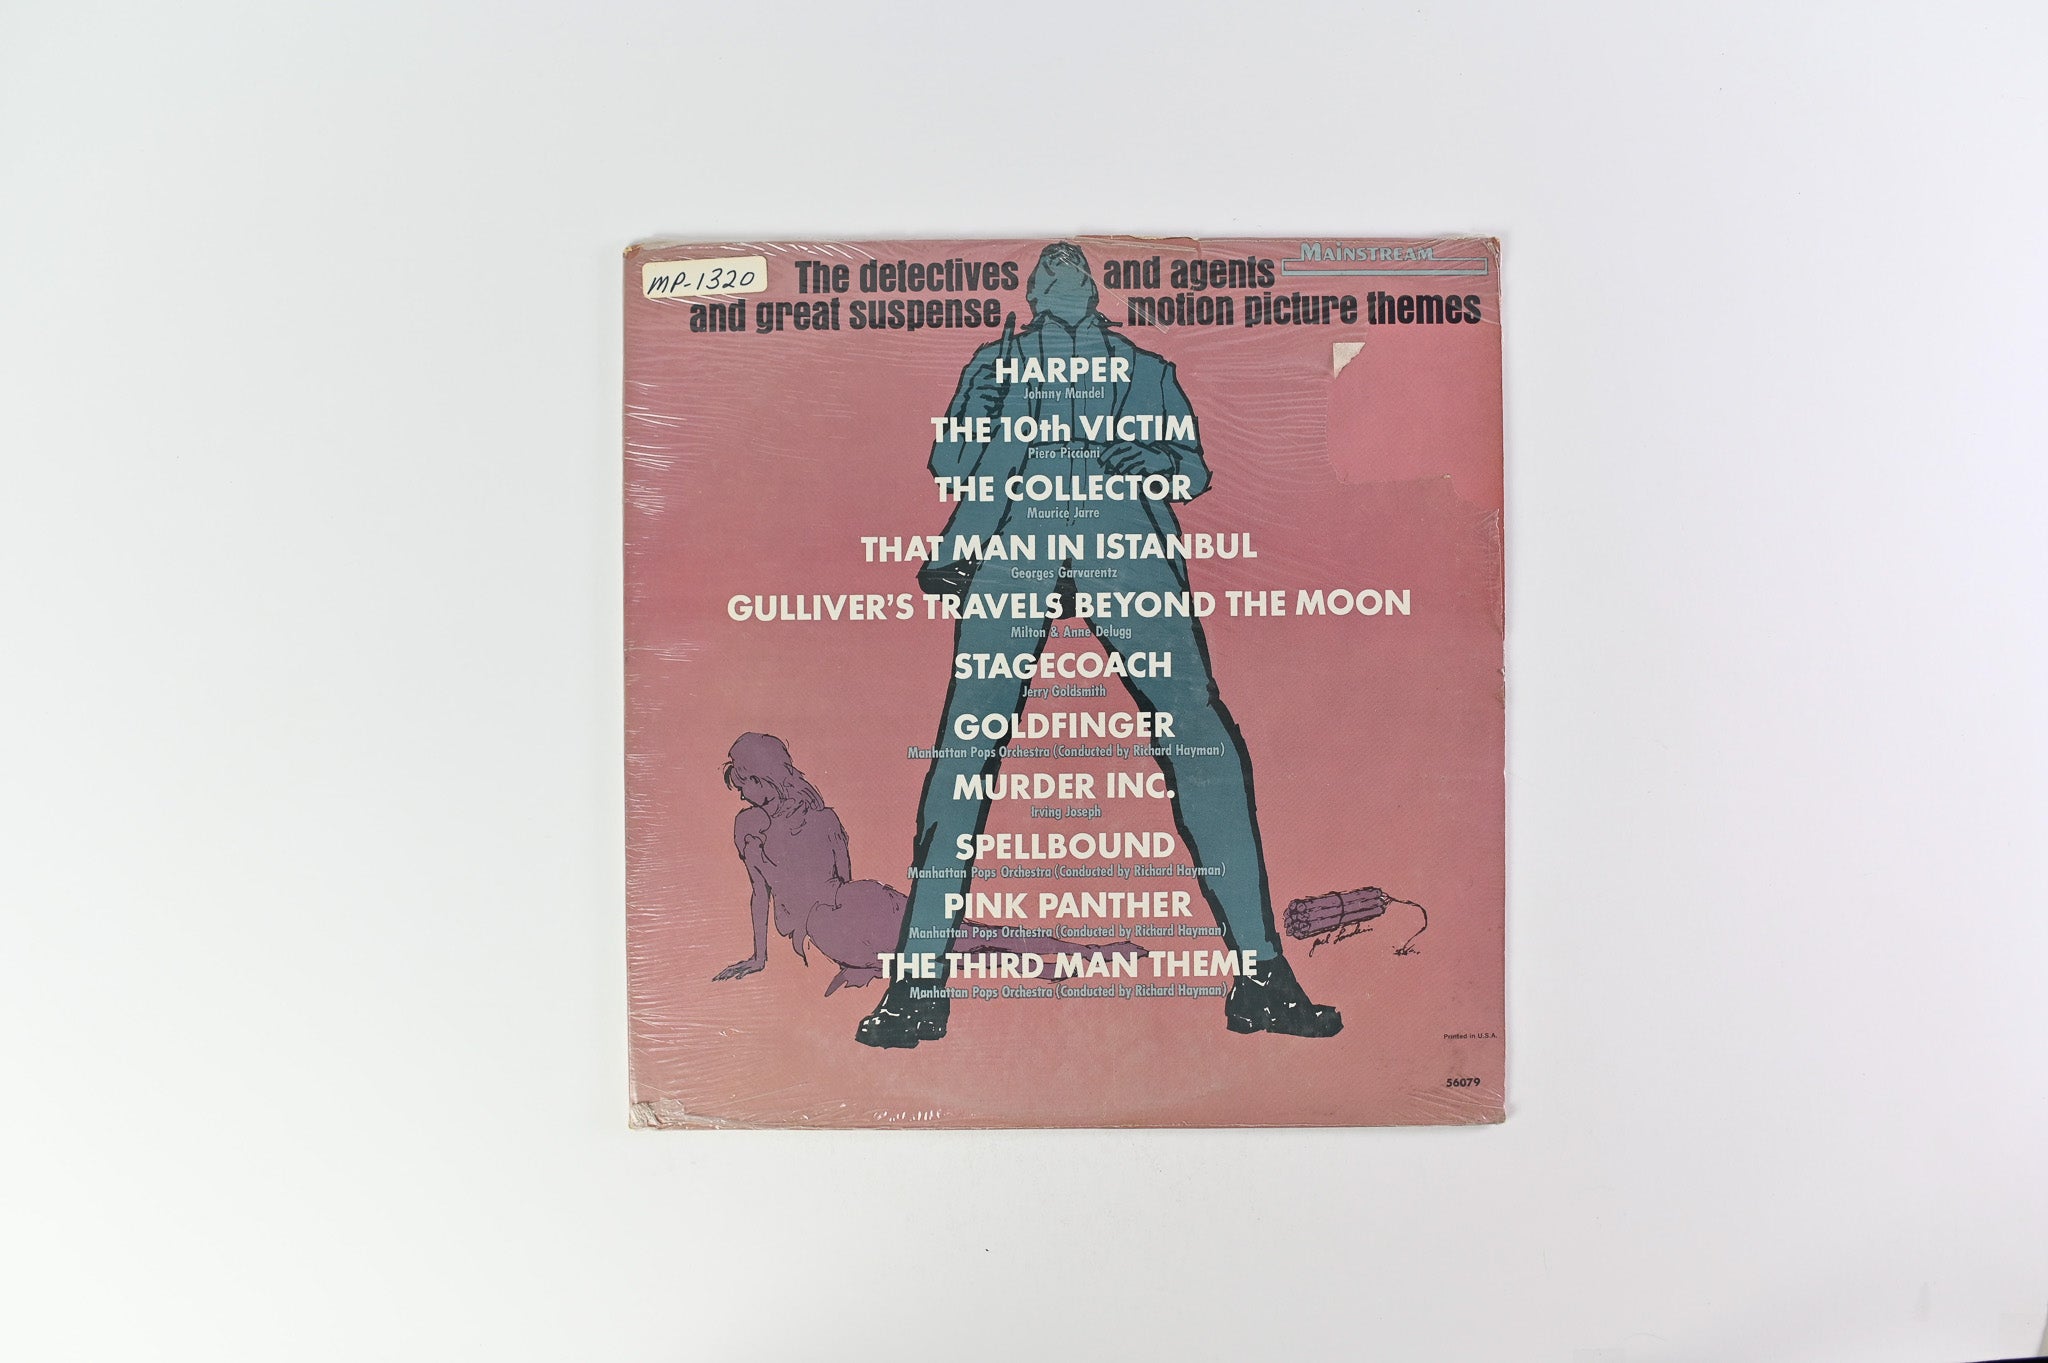 MP-1320
The detectives and agents
MAINSTREAM
and great suspense motion picture themes
HARPER
Johnny Mandel
THE 10th VICTIM
Piero Piccioni
THE COLLECTOR
Maurice Jarre
THAT MAN IN ISTANBUL
Georges Garvarentz
GULLIVER'S TRAVELS BEYOND THE MOON
Milton & Anne Delugg
STAGECOACH
Jerry Goldsmith
GOLDFINGER
Manhattan Pops Orchestra (Conducted by Richard Hayman)
MURDER INC.
Irving Joseph
SPELLBOUND
Manhattan Pops Orchestra (Conducted by Richard Hayman)
PINK PANTHER
Manhattan Pops Orchestra (Conducted by Richard Hayman)
THE THIRD MAN THEME
Manhattan Pops Orchestra (Conducted by Richard Hayman)
Printed in U.S.A.
56079